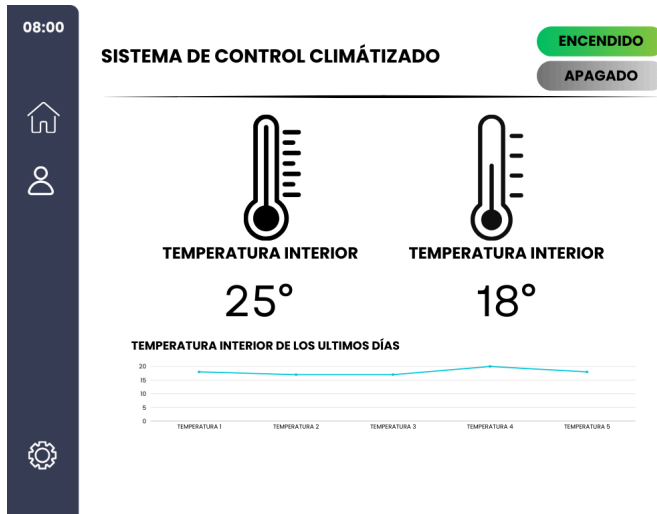 08:00
SISTEMA DE CONTROL CLIMÁTIZADO
ENCENDIDO
APAGADO
TEMPERATURA INTERIOR
TEMPERATURA INTERIOR
25°
18°
TEMPERATURA INTERIOR DE LOS ULTIMOS DÍAS
20
15
10
5
0
TEMPERATURA 1
TEMPERATURA 2
TEMPERATURA 3
TEMPERATURA 4
TEMPERATURA 5